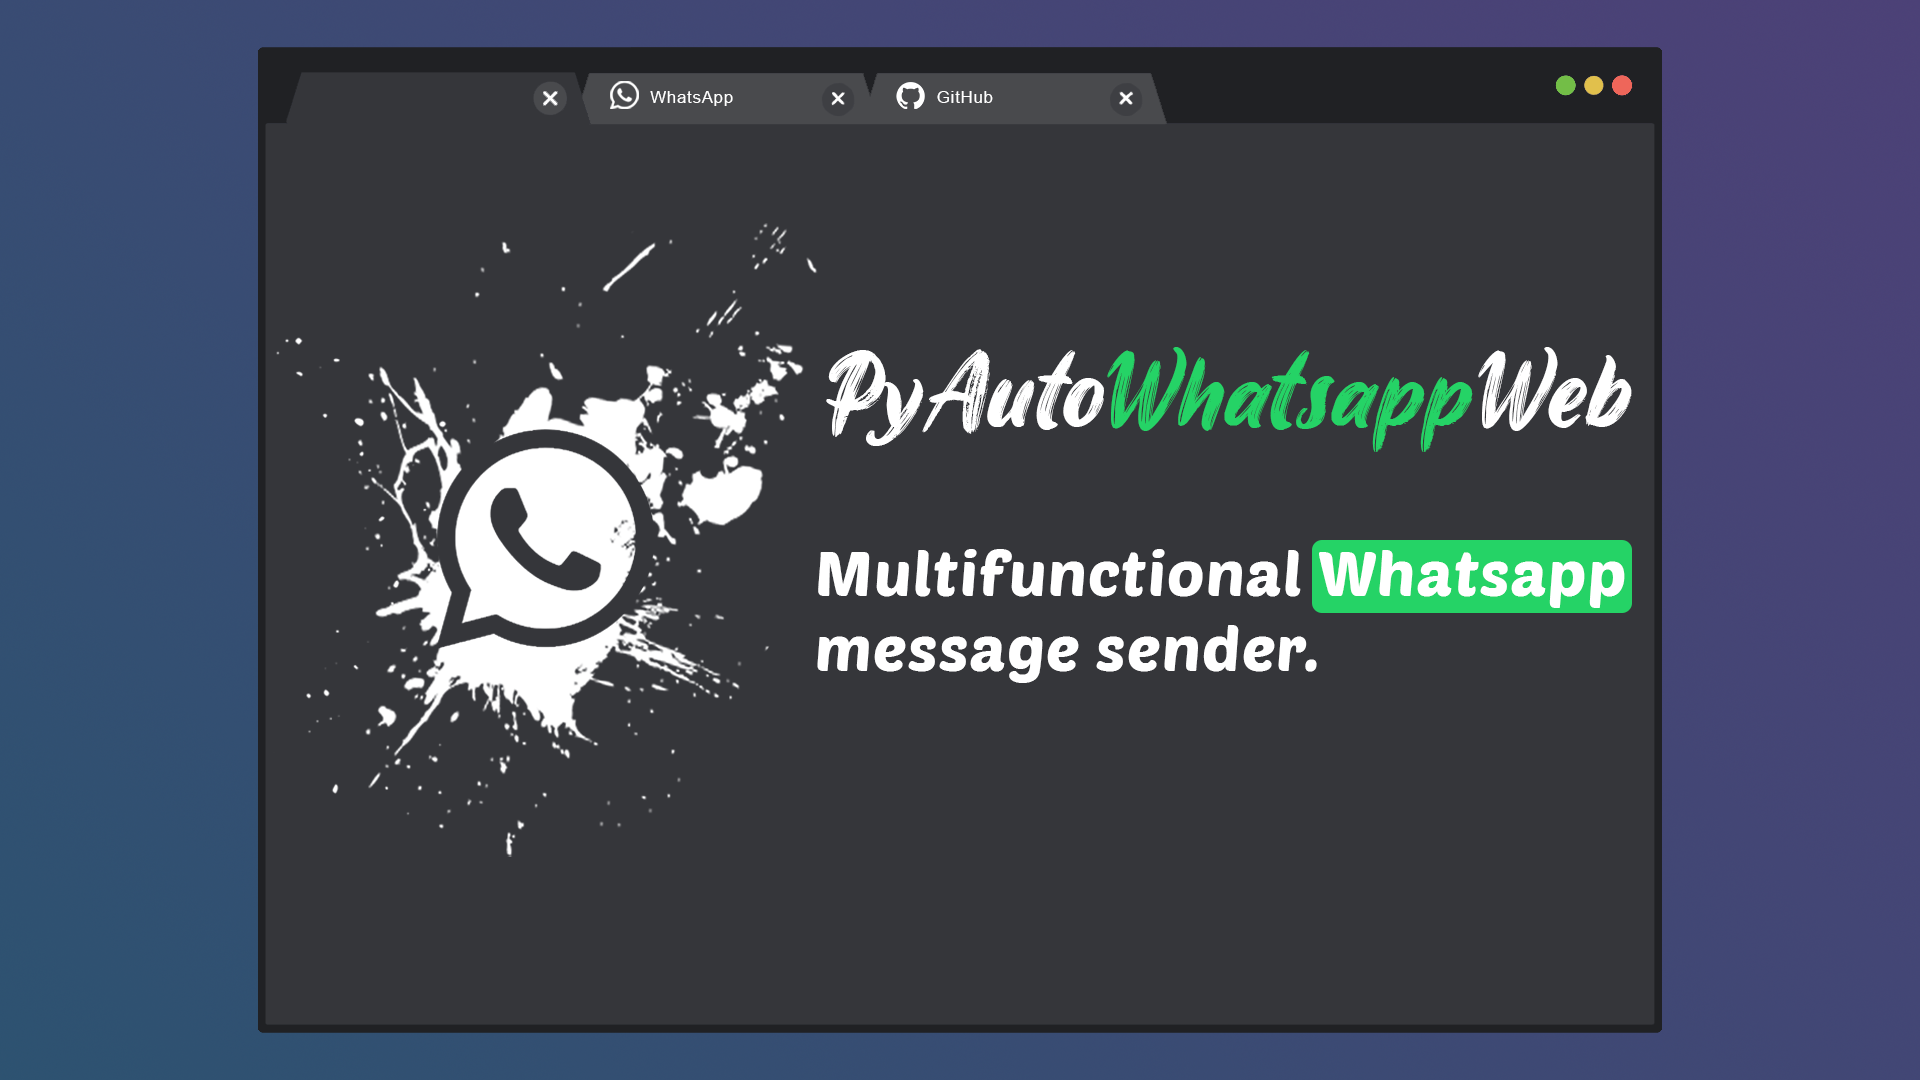 WhatsApp
GitHub
PyAutoWhatsappWeb
Multifunctional Whatsapp
message sender.